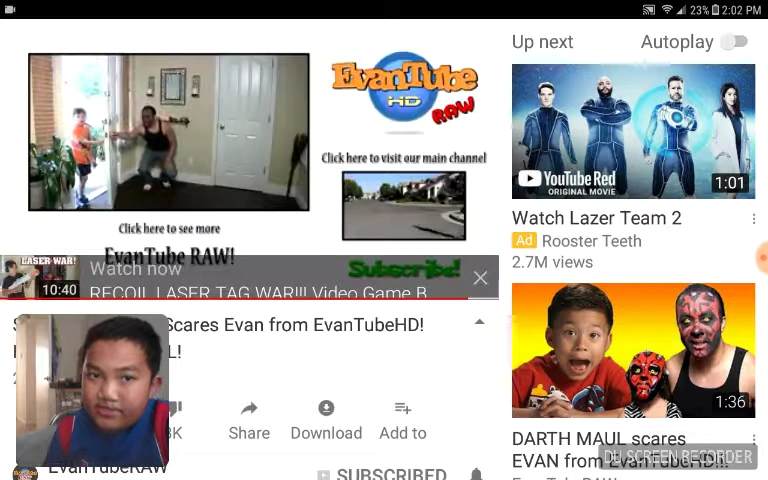 23% 2:02 PM
Up next
Autoplay
EvanTube
HD
RAW
Click here to visit our main channel
YouTube Red
ORIGINAL MOVIE
1:01
Click here to see more
EvanTube RAW!
Subscribe!
Watch Lazer Team 2
Ad Rooster Teeth
2.7M views
LASER WAR!
10:40
Watch now
RECOIL LASER TAG WAR!!! Video Game B
Scares Evan from EvanTubeHD!
L!
1:36
Share
Download
Add to
DARTH MAUL scares
EVAN from EvanTubeHD!!!
DU SCREEN RECORDER
EvanTubeRAW
SUBSCRIBED